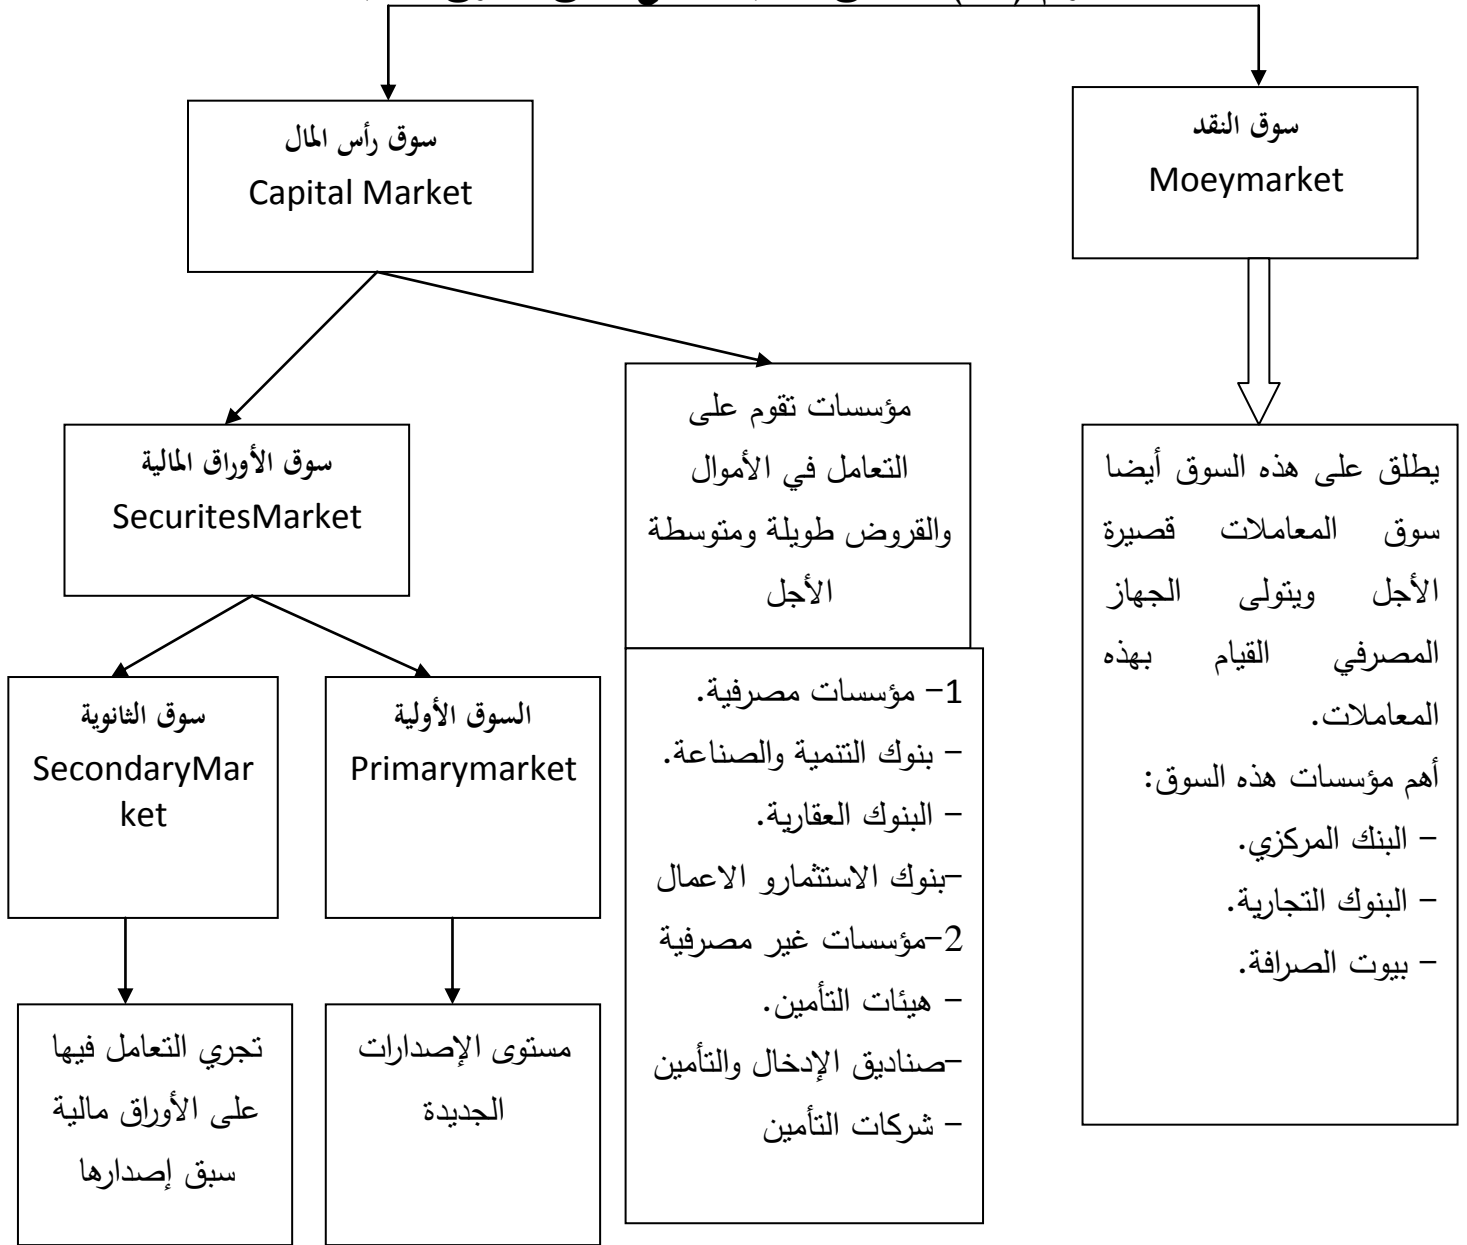 سوق النقد
Moeymarket
سوق رأس المال
Capital Market
يطلق على هذه السوق أيضا
سوق المعاملات قصيرة
الأجل ويتولى الجهاز
المصرفي القيام بهذه
المعاملات.
أهم مؤسسات هذه السوق:
- البنك المركزي.
- البنوك التجارية.
- بيوت الصرافة.
مؤسسات تقوم على
التعامل في الأموال
والقروض طويلة ومتوسطة
الأجل
1- مؤسسات مصرفية.
- بنوك التنمية والصناعة.
- البنوك العقارية.
-بنوك الاستثمارو الاعمال
2-مؤسسات غير مصرفية
- هيئات التأمين.
-صناديق الإدخال والتأمين
- شركات التأمين
سوق الأوراق المالية
SecuritesMarket
السوق الأولية
Primarymarket
سوق الثانوية
SecondaryMar
ket
مستوى الإصدارات
الجديدة
تجري التعامل فيها
على الأوراق مالية
سبق إصدارها